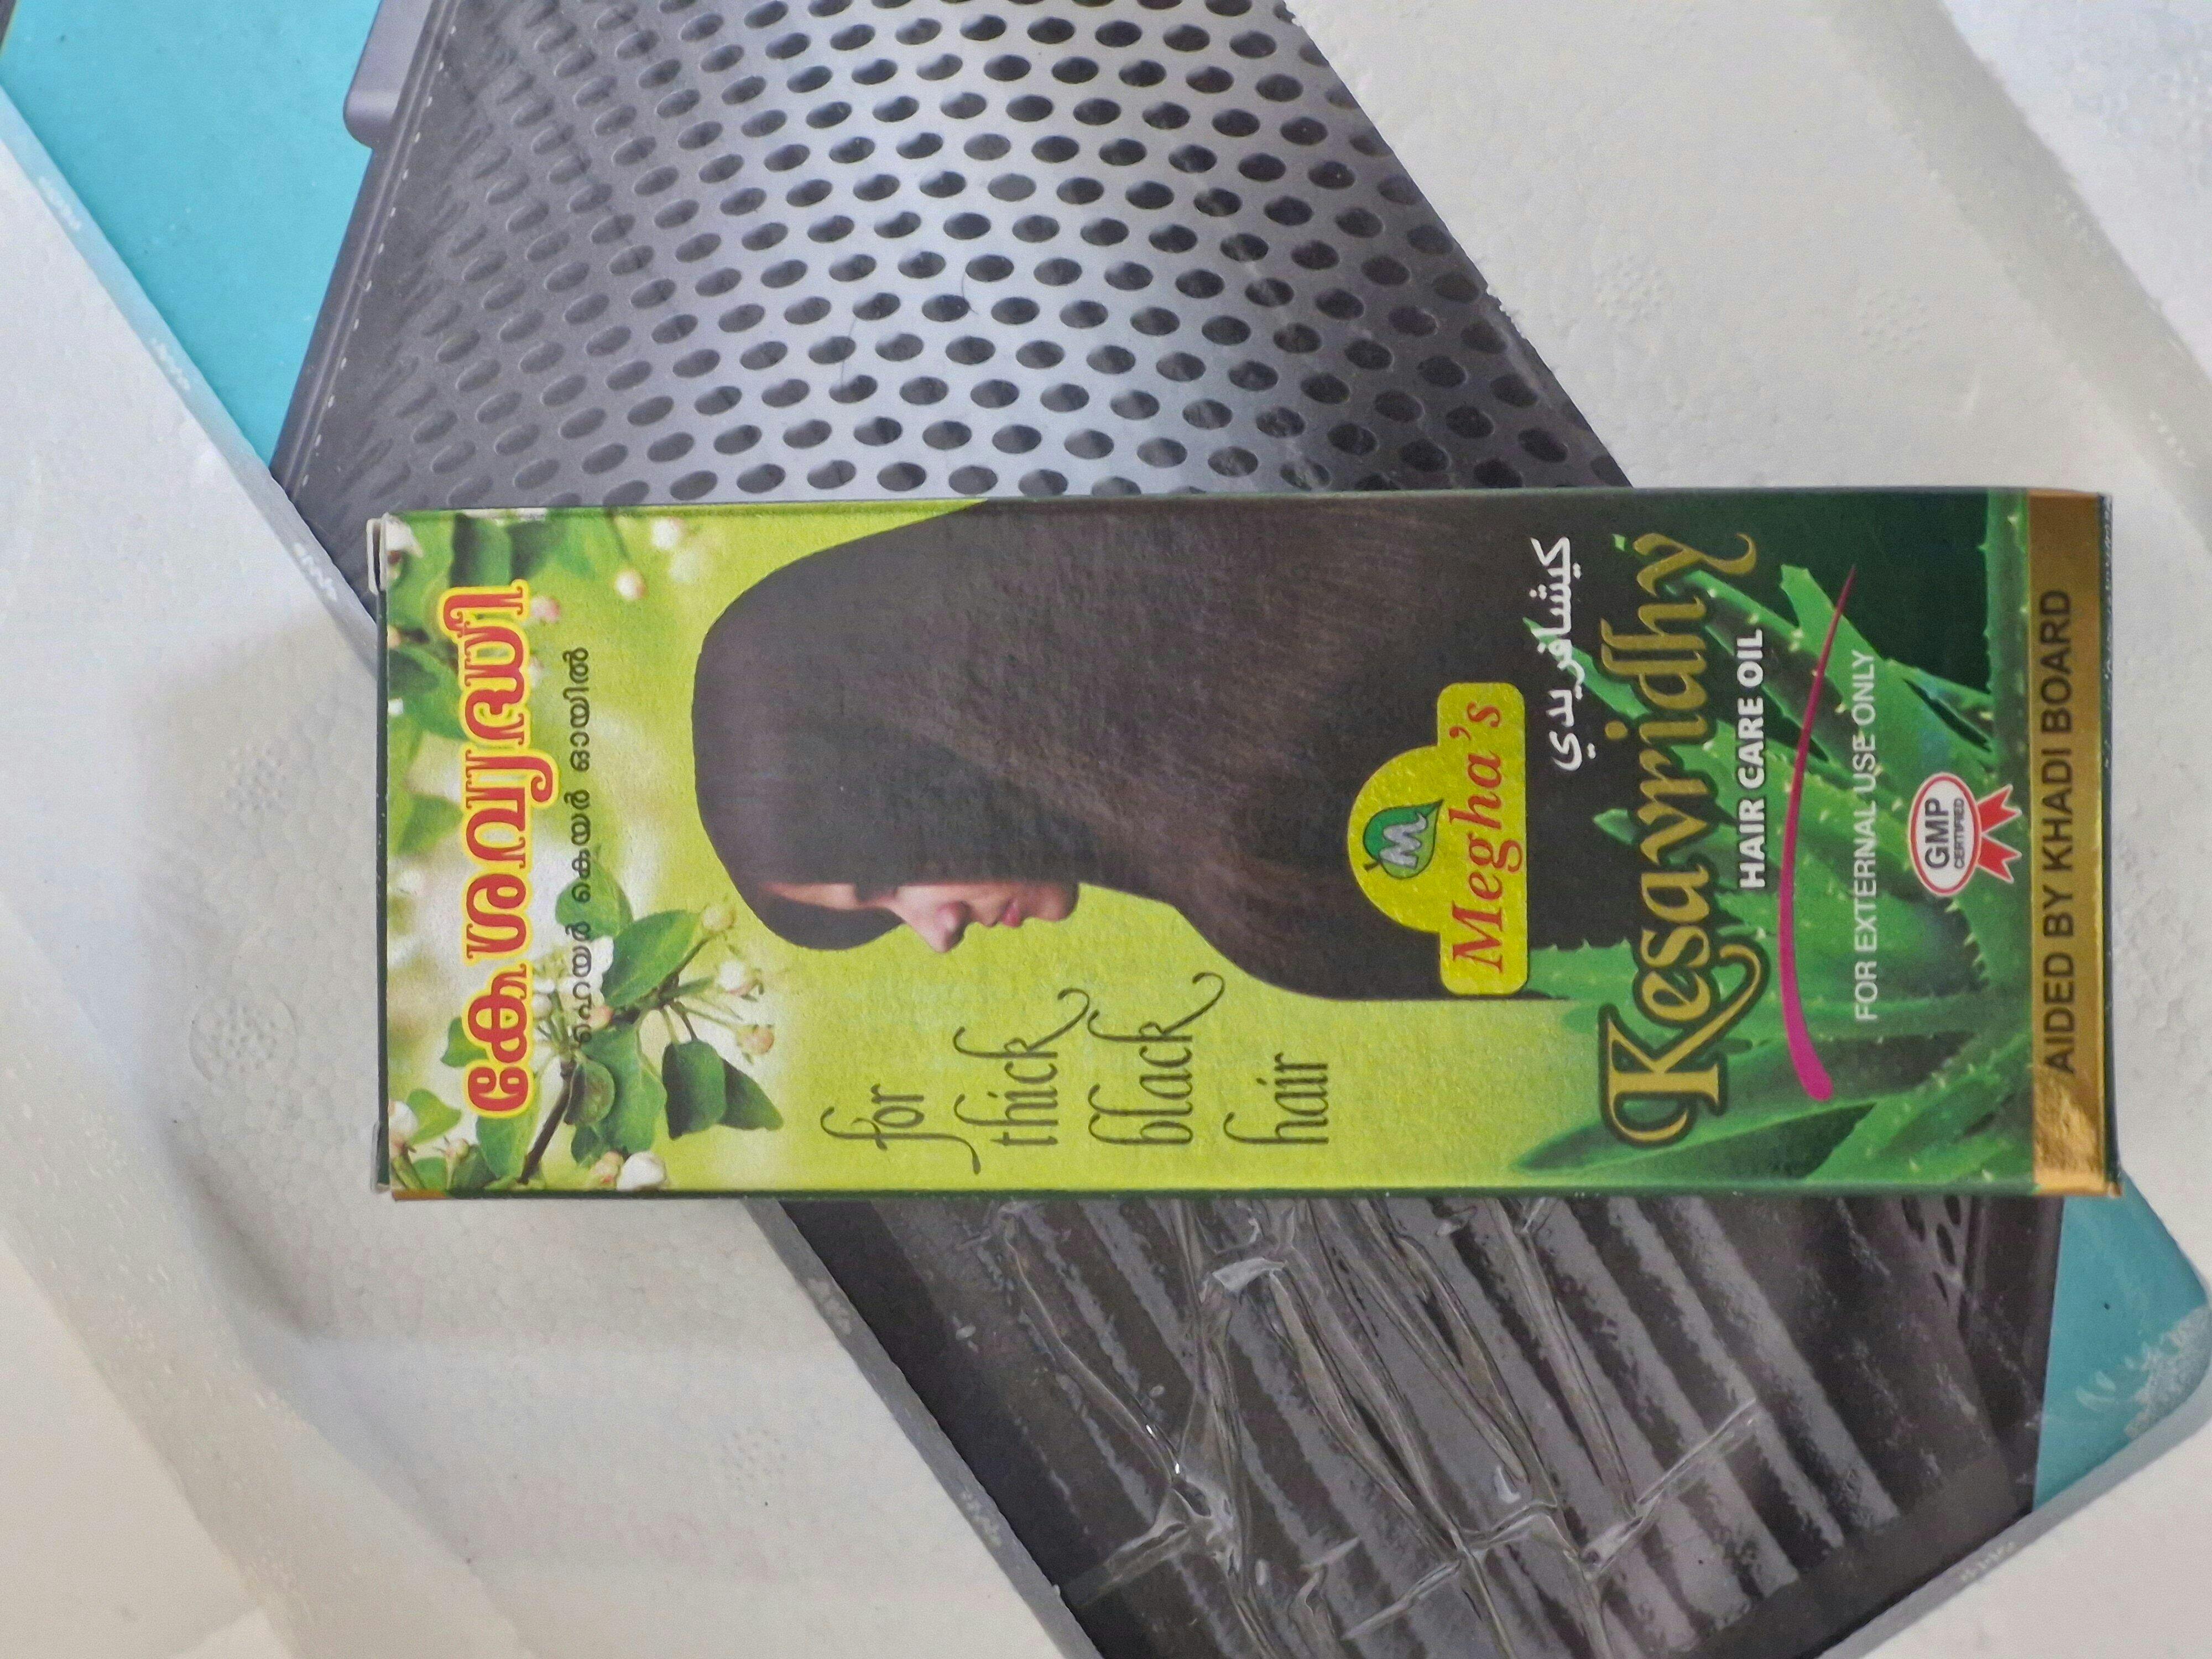 കേശവൃദ്ധി
ഹെയർ കെയർ ഓയിൽ
for
thick
black
hair
M
Megha's
كيشافريدي
Kesavridhy
HAIR CARE OIL
FOR EXTERNAL USE ONLY
GMP
CERTIFIED
AIDED BY KHADI BOARD